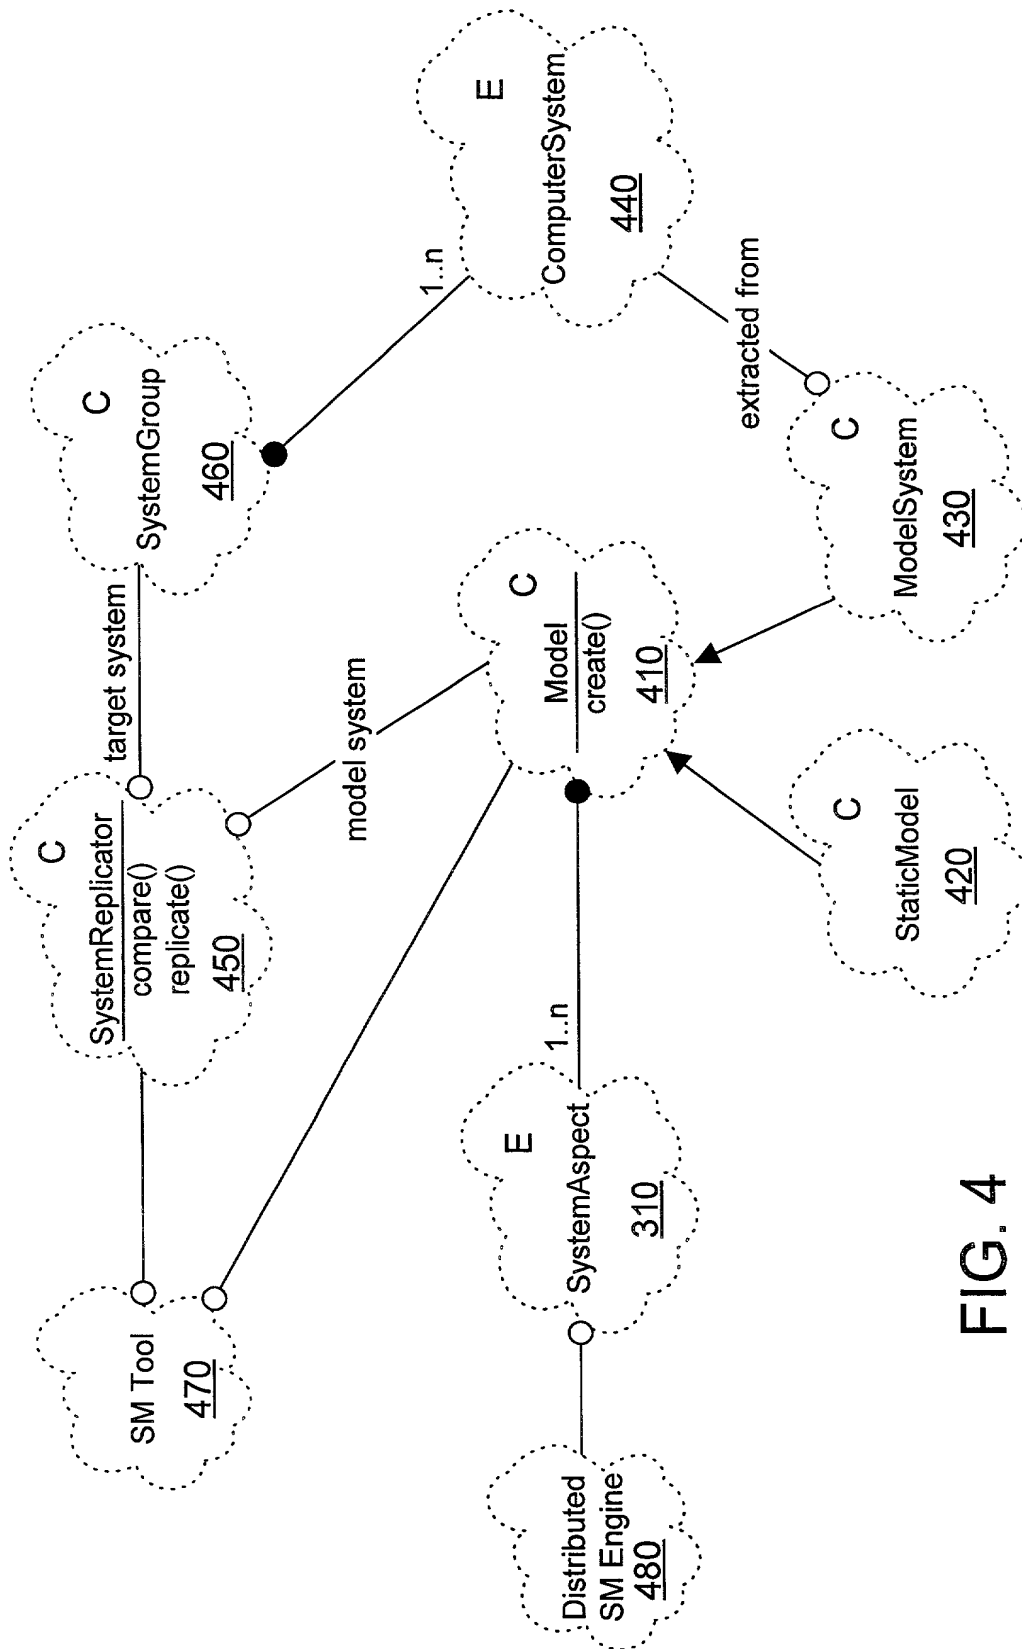 SM Tool
470
C
SystemReplicator
compare()
replicate()
450
target system
C
SystemGroup
460
1..n
E
ComputerSystem
440
model system
C
Model
create()
410
Distributed
SM Engine
480
E
SystemAspect
310
1..n
extracted from
C
StaticModel
420
C
ModelSystem
430
FIG. 4